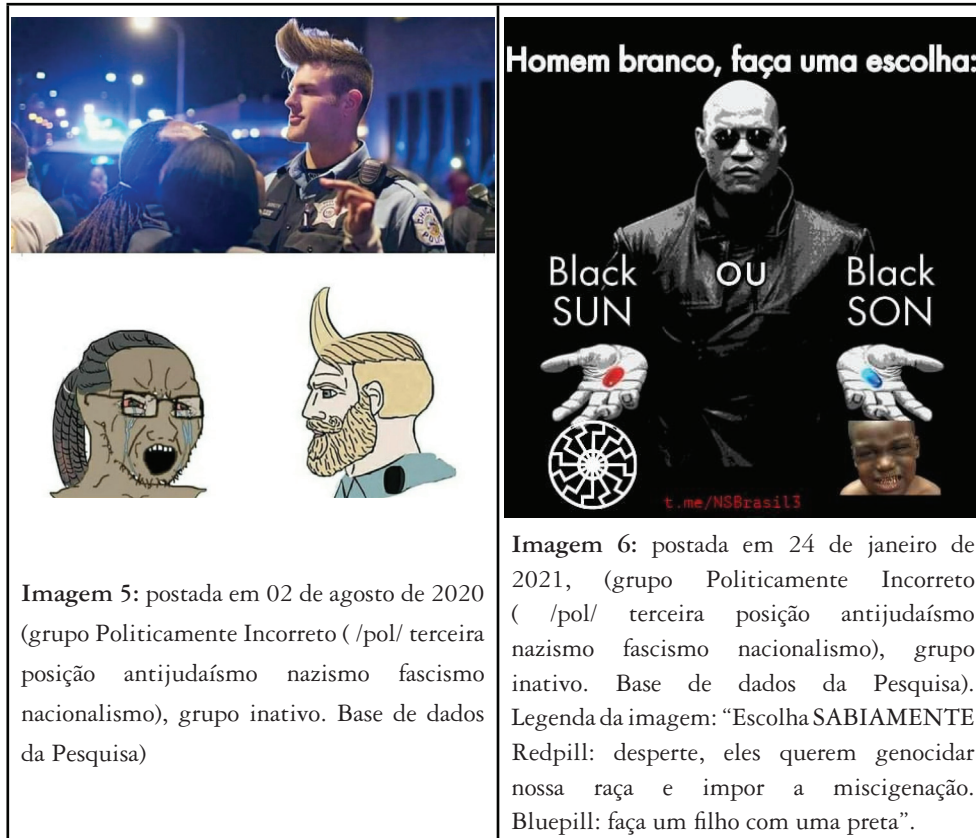 Homem branco, faça uma escolha:
Black
SUN
OU
Black
SON
t.me/NSBrasil3
Imagem 5: postada em 02 de agosto de 2020
(grupo Politicamente Incorreto ( /pol/ terceira
posição antijudaísmo nazismo fascismo
nacionalismo), grupo inativo. Base de dados
da Pesquisa)
Imagem 6: postada em 24 de janeiro de
2021, (grupo Politicamente Incorreto
( /pol/ terceira posição antijudaísmo
nazismo fascismo nacionalismo), grupo
inativo. Base de dados da Pesquisa).
Legenda da imagem: “Escolha SABIAMENTE
Redpill: desperte, eles querem genocidar
nossa raça e impor a miscigenação.
Bluepill: faça um filho com uma preta”.